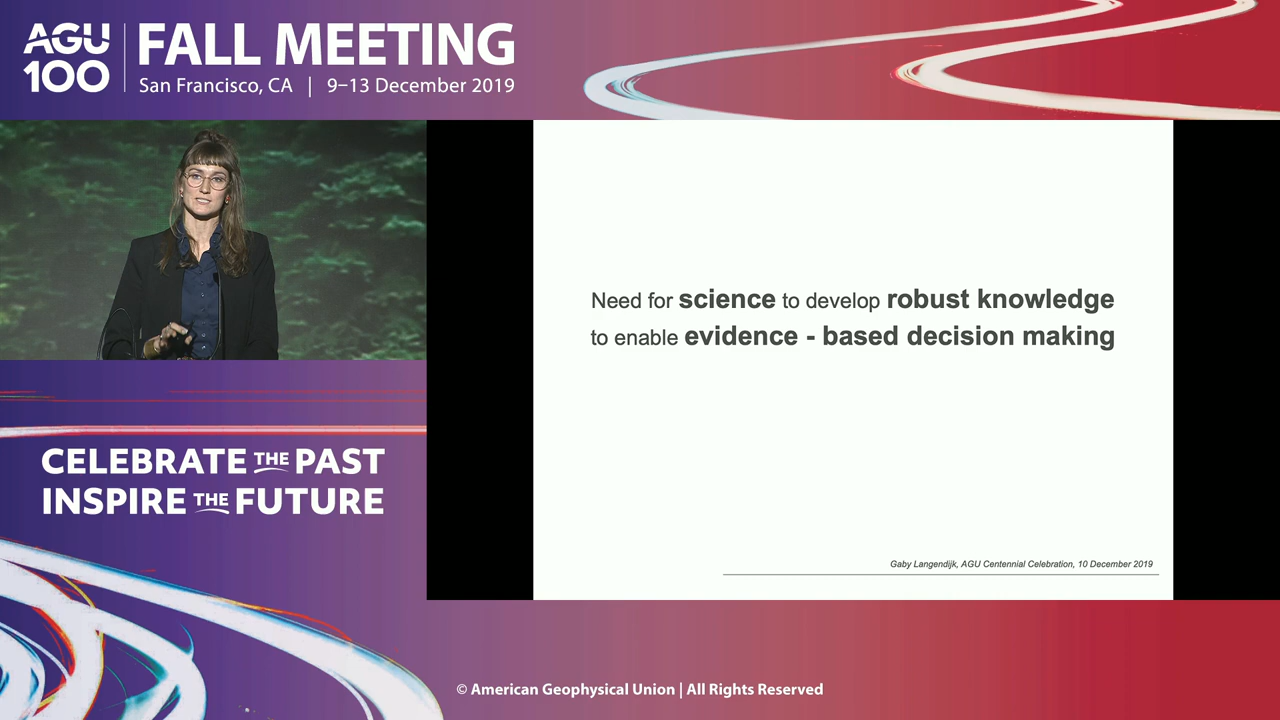 AGU
100
FALL MEETING
San Francisco, CA | 9–13 December 2019
Need for science to develop robust knowledge
to enable evidence - based decision making
CELEBRATE THE PAST
INSPIRE THE FUTURE
Gaby Langendijk, AGU Centennial Celebration, 10 December 2019
© American Geophysical Union | All Rights Reserved